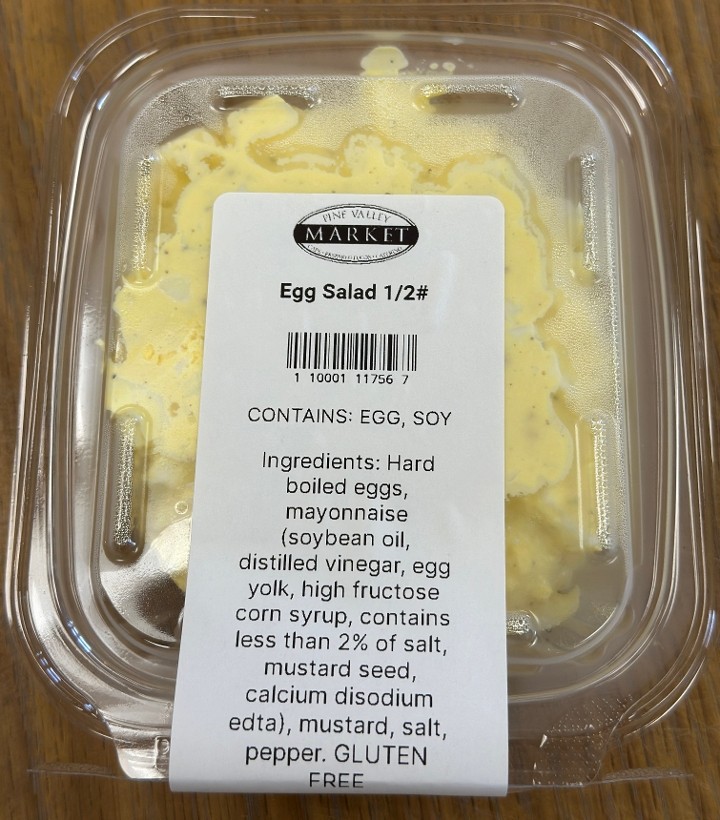 PINE VALLEY
MARKET
Egg Salad 1/2#
1 10001 11756 7
CONTAINS: EGG, SOY
Ingredients: Hard
boiled eggs,
mayonnaise
(soybean oil,
distilled vinegar, egg
yolk, high fructose
corn syrup, contains
less than 2% of salt,
mustard seed,
calcium disodium
edta), mustard, salt,
pepper. GLUTEN
FREE